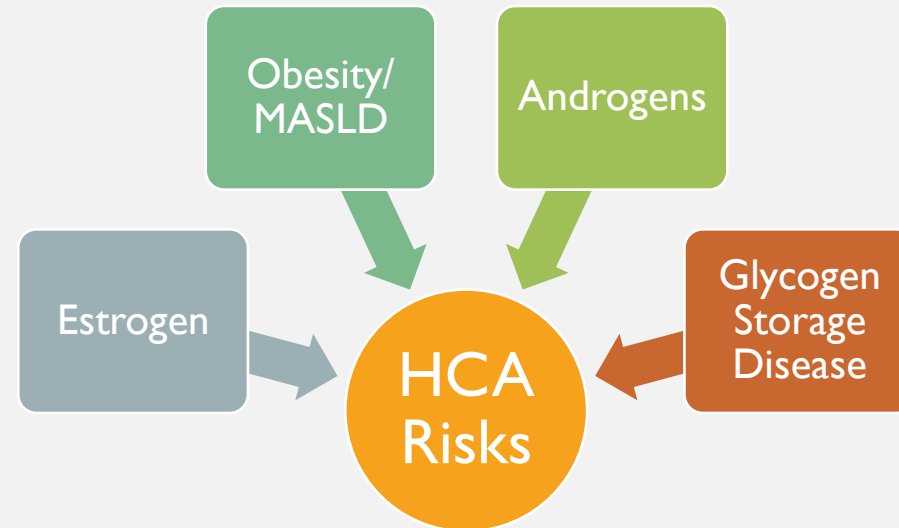 Obesity/
MASLD
Androgens
Estrogen
Glycogen
Storage
Disease
HCA
Risks